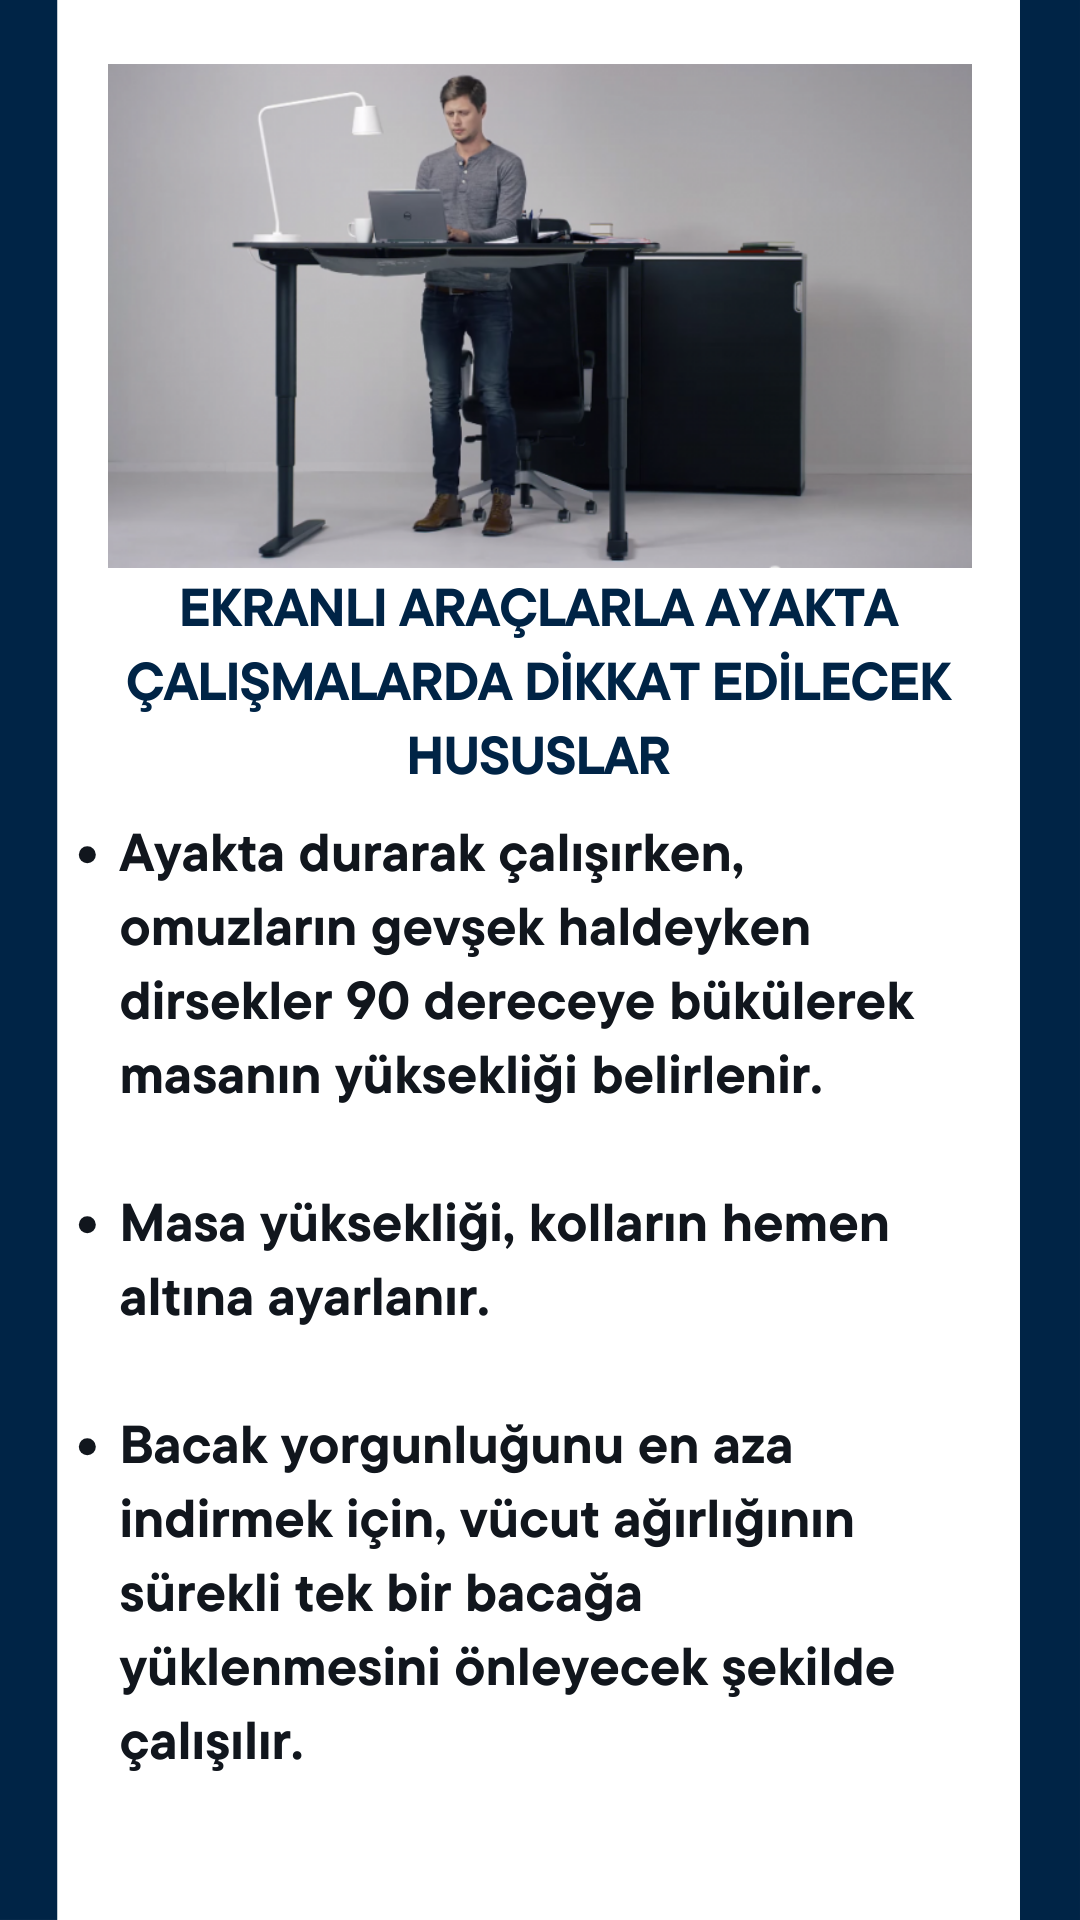 EKRANLI ARAÇLARLA AYAKTA
ÇALIŞMALARDA DİKKAT EDİLECEK
HUSUSLAR
• Ayakta durarak çalışırken,
omuzların gevşek haldeyken
dirsekler 90 dereceye bükülerek
masanın yüksekliği belirlenir.
• Masa yüksekliği, kolların hemen
altına ayarlanır.
• Bacak yorgunluğunu en aza
indirmek için, vücut ağırlığının
sürekli tek bir bacağa
yüklenmesini önleyecek şekilde
çalışılır.